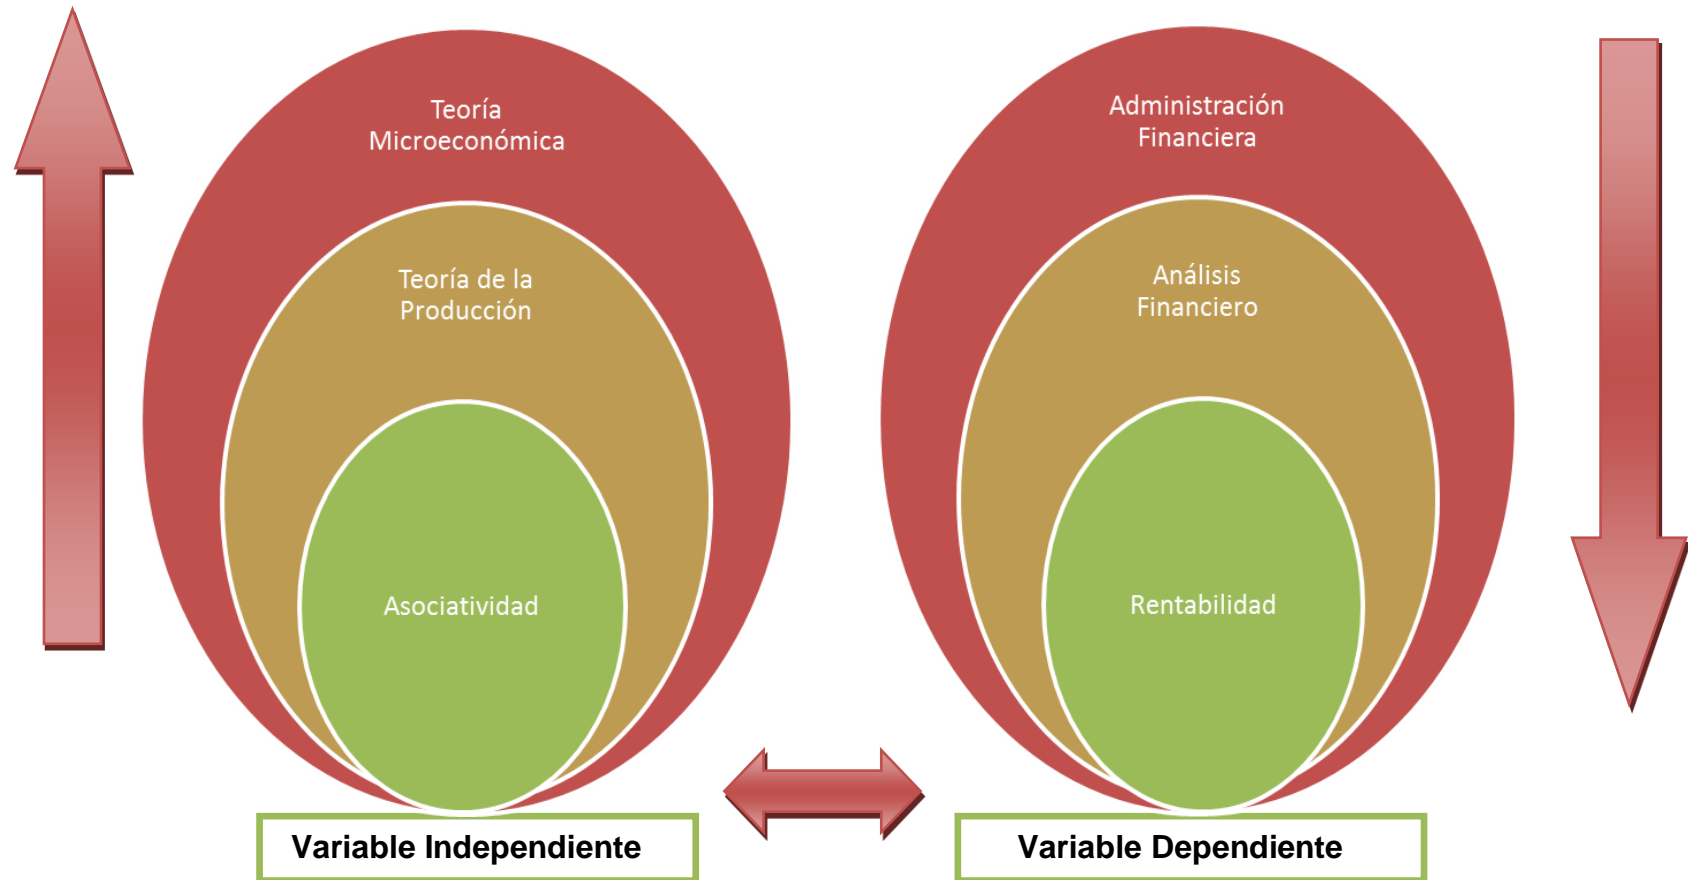 Teoría
Microeconómica
Teoría de la
Producción
Asociatividad
Variable Independiente
Administración
Financiera
Análisis
Financiero
Rentabilidad
Variable Dependiente